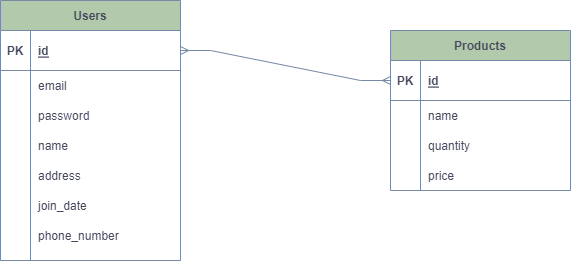 Users
PK id
email
password
name
address
join_date
phone_number
Products
PK id
name
quantity
price